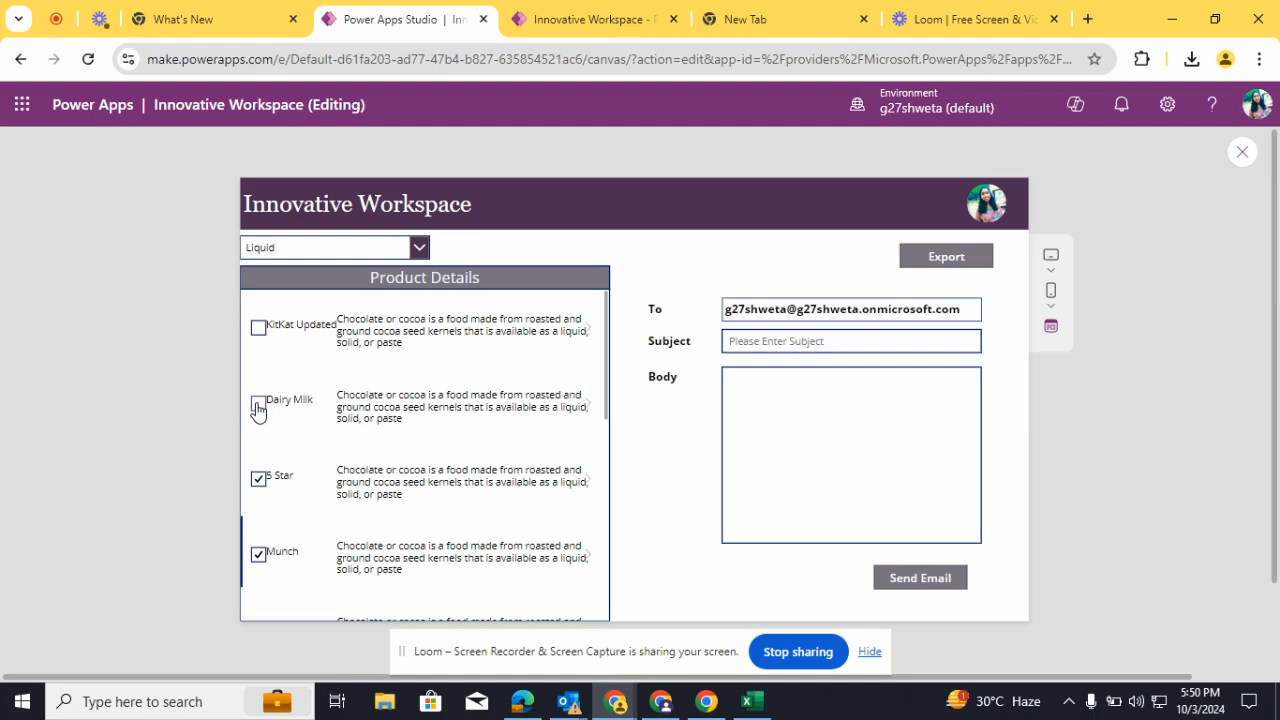 What's New
Power Apps Studio | Inn
Innovative Workspace - P
New Tab
Loom | Free Screen & Vic
make.powerapps.com/e/Default-d61fa203-ad77-47b4-b827-635564521ac6/canvas/?action=edit&app-id=%2Fproviders%2FMicrosoft.PowerApps%2Fapps%2F...
Power Apps | Innovative Workspace (Editing)
Environment
g27shweta (default)
Innovative Workspace
Liquid
Export
Product Details
KitKat Updated
Chocolate or cocoa is a food made from roasted and
ground cocoa seed kernels that is available as a liquid,
solid, or paste
Dairy Milk
Chocolate or cocoa is a food made from roasted and
ground cocoa seed kernels that is available as a liquid,
solid, or paste
5 Star
Chocolate or cocoa is a food made from roasted and
ground cocoa seed kernels that is available as a liquid,
solid, or paste
Munch
Chocolate or cocoa is a food made from roasted and
ground cocoa seed kernels that is available as a liquid,
solid, or paste
To
g27shweta@g27shweta.onmicrosoft.com
Subject
Please Enter Subject
Body
Send Email
Loom – Screen Recorder & Screen Capture is sharing your screen.
Stop sharing
Hide
Type here to search
30°C Haze
5:50 PM
10/3/2024